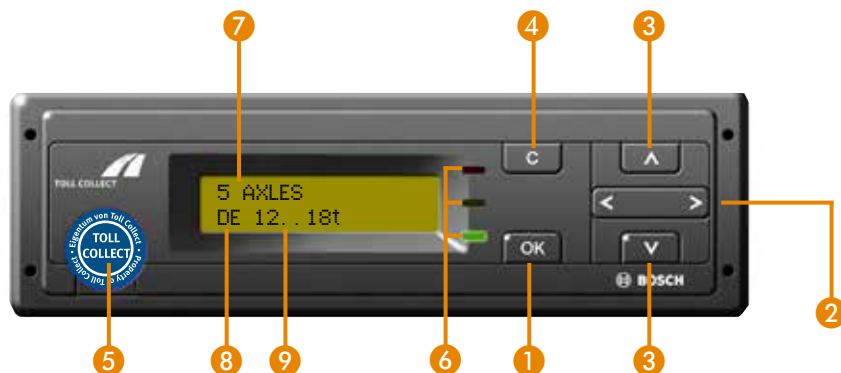 7
4
3
C
∧
TOLL COLLECT
5 AXLES
DE 12..18t
< >
Eigentum von Toll Collect • Property of Toll Collect •
TOLL
COLLECT
OK
∨
BOSCH
2
5
8
9
6
1
3